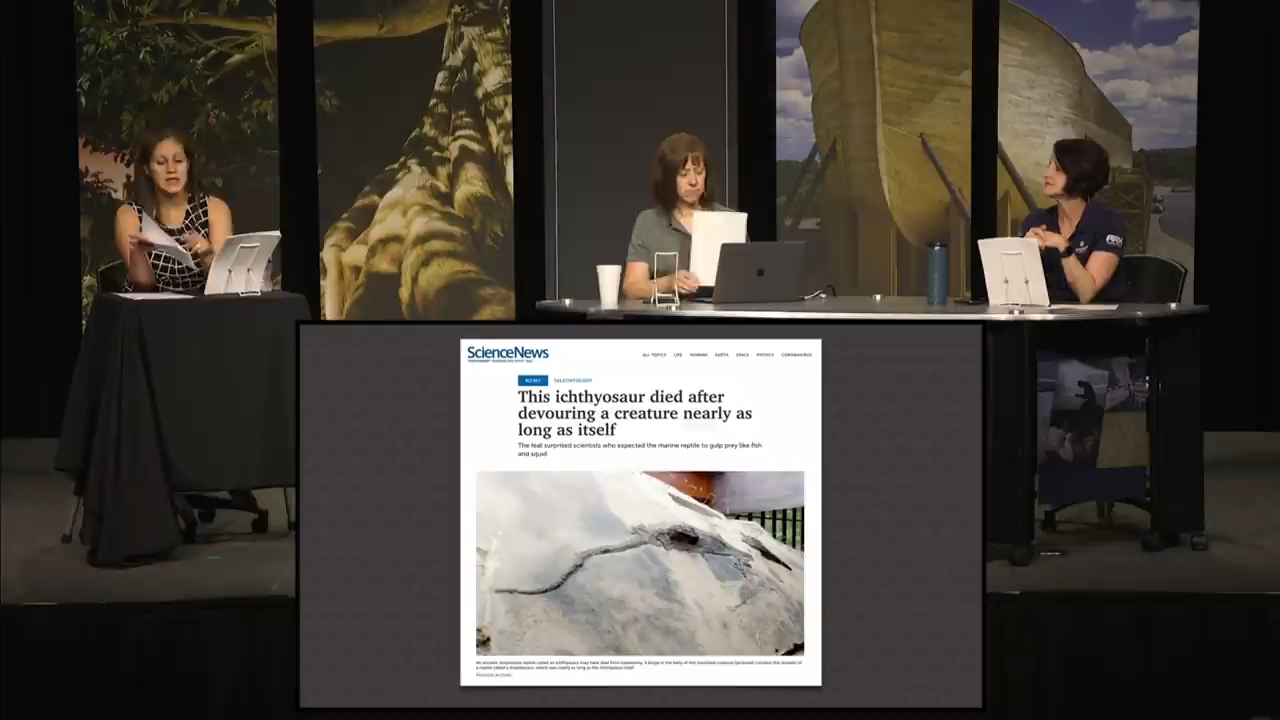 ScienceNews
ALL TOPICS LIFE HUMANS EARTH SPACE PHYSICS CORONAVIRUS
NEWS PALEONTOLOGY
This ichthyosaur died after
devouring a creature nearly as
long as itself
The feat surprised scientists who expected the marine reptile to gulp prey like fish
and squid